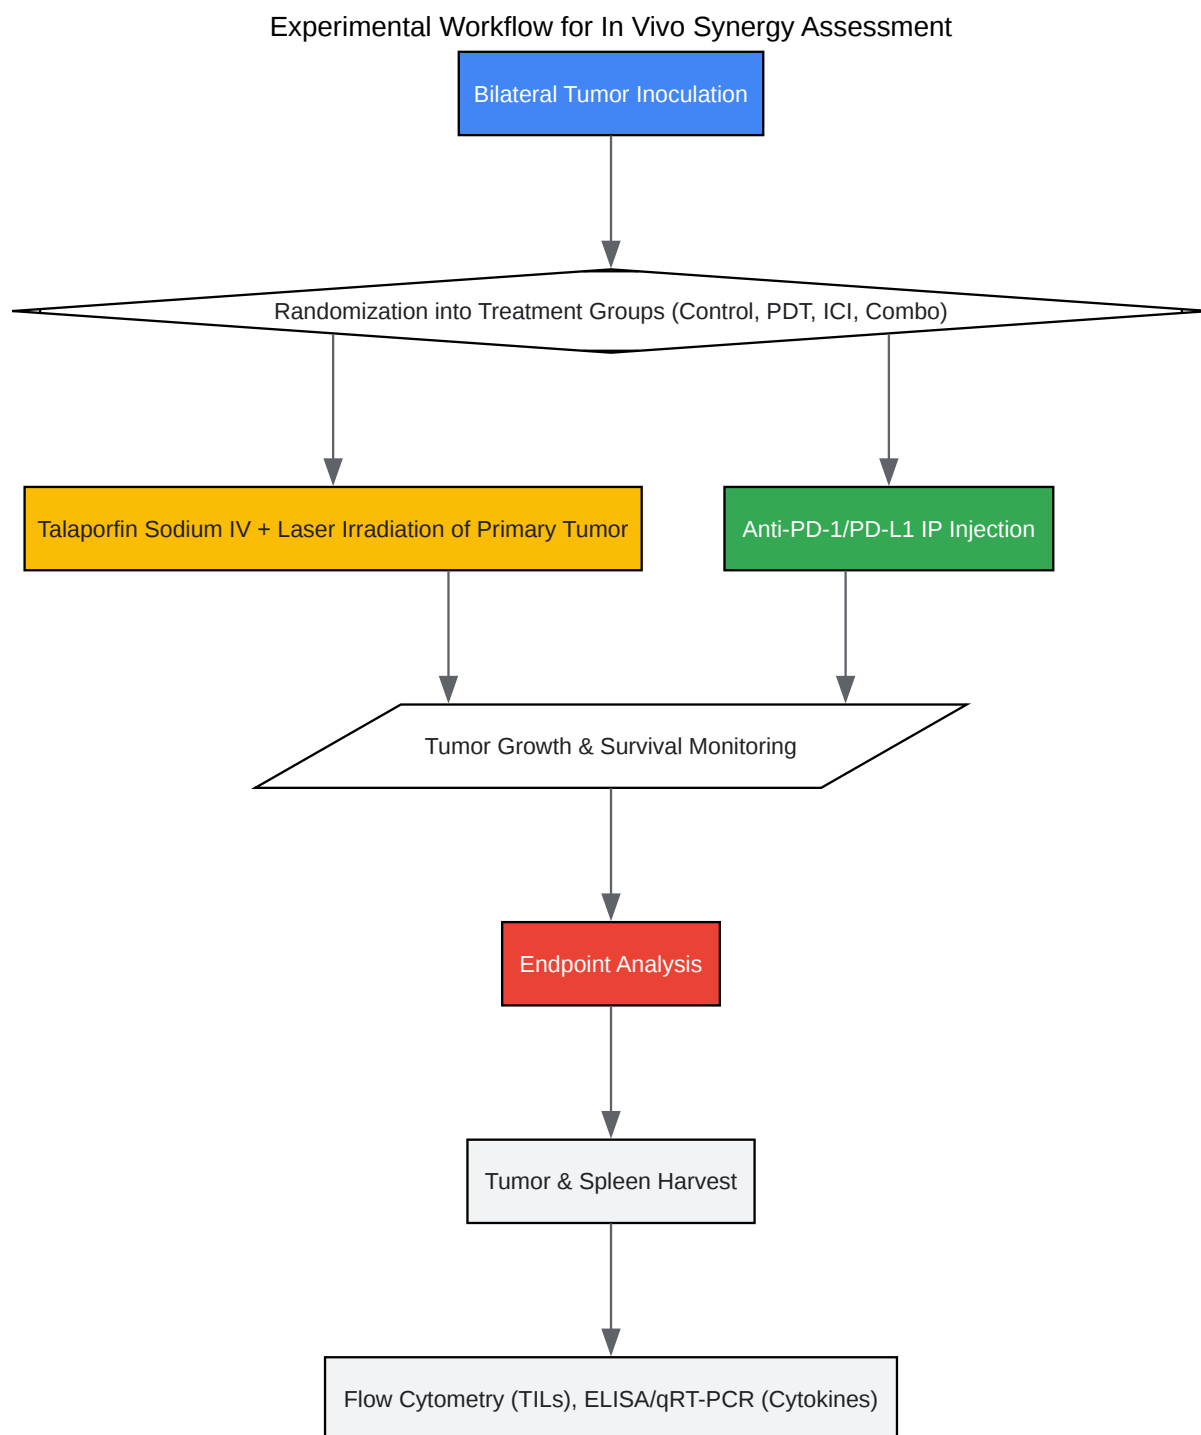 Experimental Workflow for In Vivo Synergy Assessment
Bilateral Tumor Inoculation
Randomization into Treatment Groups (Control, PDT, ICI, Combo)
Talaporfin Sodium IV + Laser Irradiation of Primary Tumor
Anti-PD-1/PD-L1 IP Injection
Tumor Growth & Survival Monitoring
Endpoint Analysis
Tumor & Spleen Harvest
Flow Cytometry (TILs), ELISA/qRT-PCR (Cytokines)